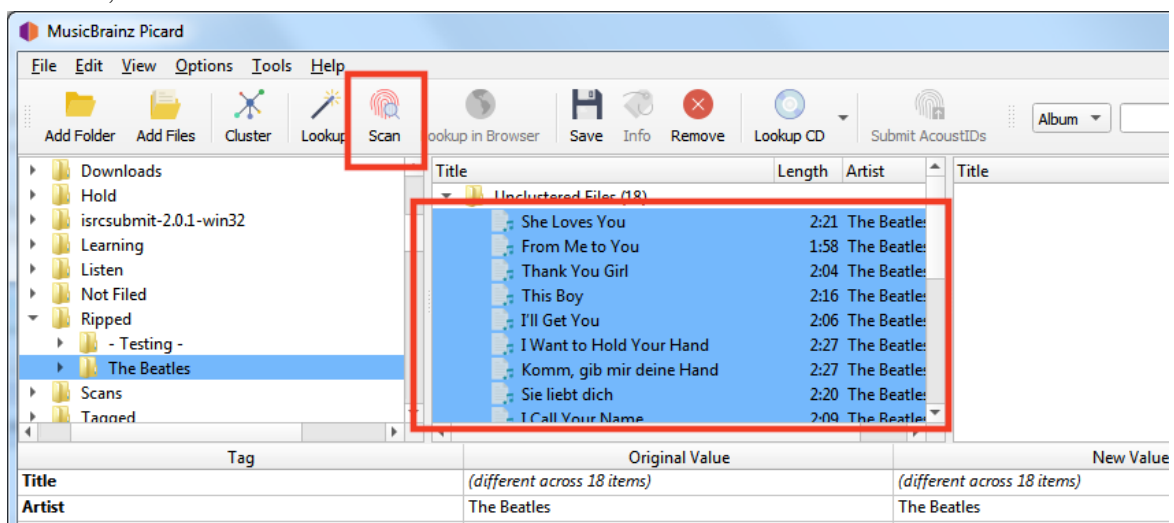 MusicBrainz Picard
File Edit View Options Tools Help
Add Folder Add Files Cluster Lookup Scan Lookup in Browser Save Info Remove Lookup CD Submit AcoustIDs Album
Downloads
Hold
isrcsubmit-2.0.1-win32
Learning
Listen
Not Filed
Ripped
- Testing -
The Beatles
Scans
Tagged
Title Length Artist
Unclustered Files (18)
She Loves You 2:21 The Beatles
From Me to You 1:58 The Beatles
Thank You Girl 2:04 The Beatles
This Boy 2:16 The Beatles
I'll Get You 2:06 The Beatles
I Want to Hold Your Hand 2:27 The Beatles
Komm, gib mir deine Hand 2:27 The Beatles
Sie liebt dich 2:20 The Beatles
I Call Your Name 2:09 The Beatles
Title
Tag Original Value New Value
Title (different across 18 items) (different across 18 items)
Artist The Beatles The Beatles